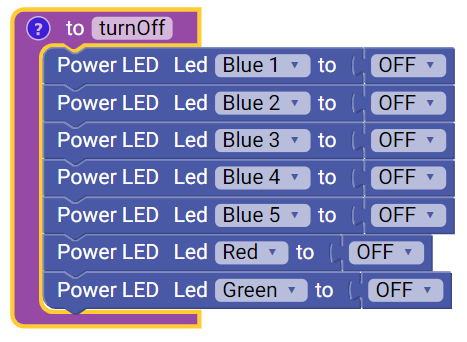 ? to turnOff
Power LED Led Blue 1 to OFF
Power LED Led Blue 2 to OFF
Power LED Led Blue 3 to OFF
Power LED Led Blue 4 to OFF
Power LED Led Blue 5 to OFF
Power LED Led Red to OFF
Power LED Led Green to OFF